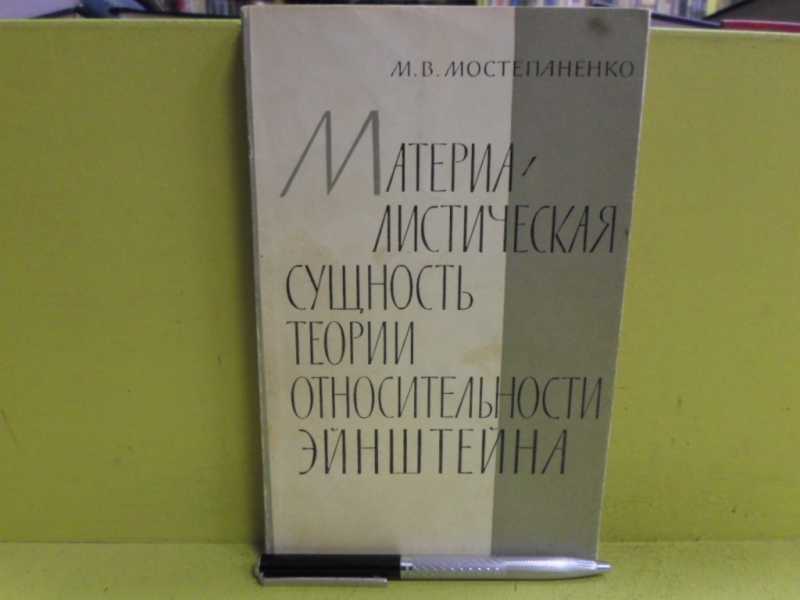 М.В. МОСТЕПАНЕНКО
МАТЕРИА-
ЛИСТИЧЕСКАЯ
СУЩНОСТЬ
ТЕОРИИ
ОТНОСИТЕЛЬНОСТИ
ЭЙНШТЕЙНА